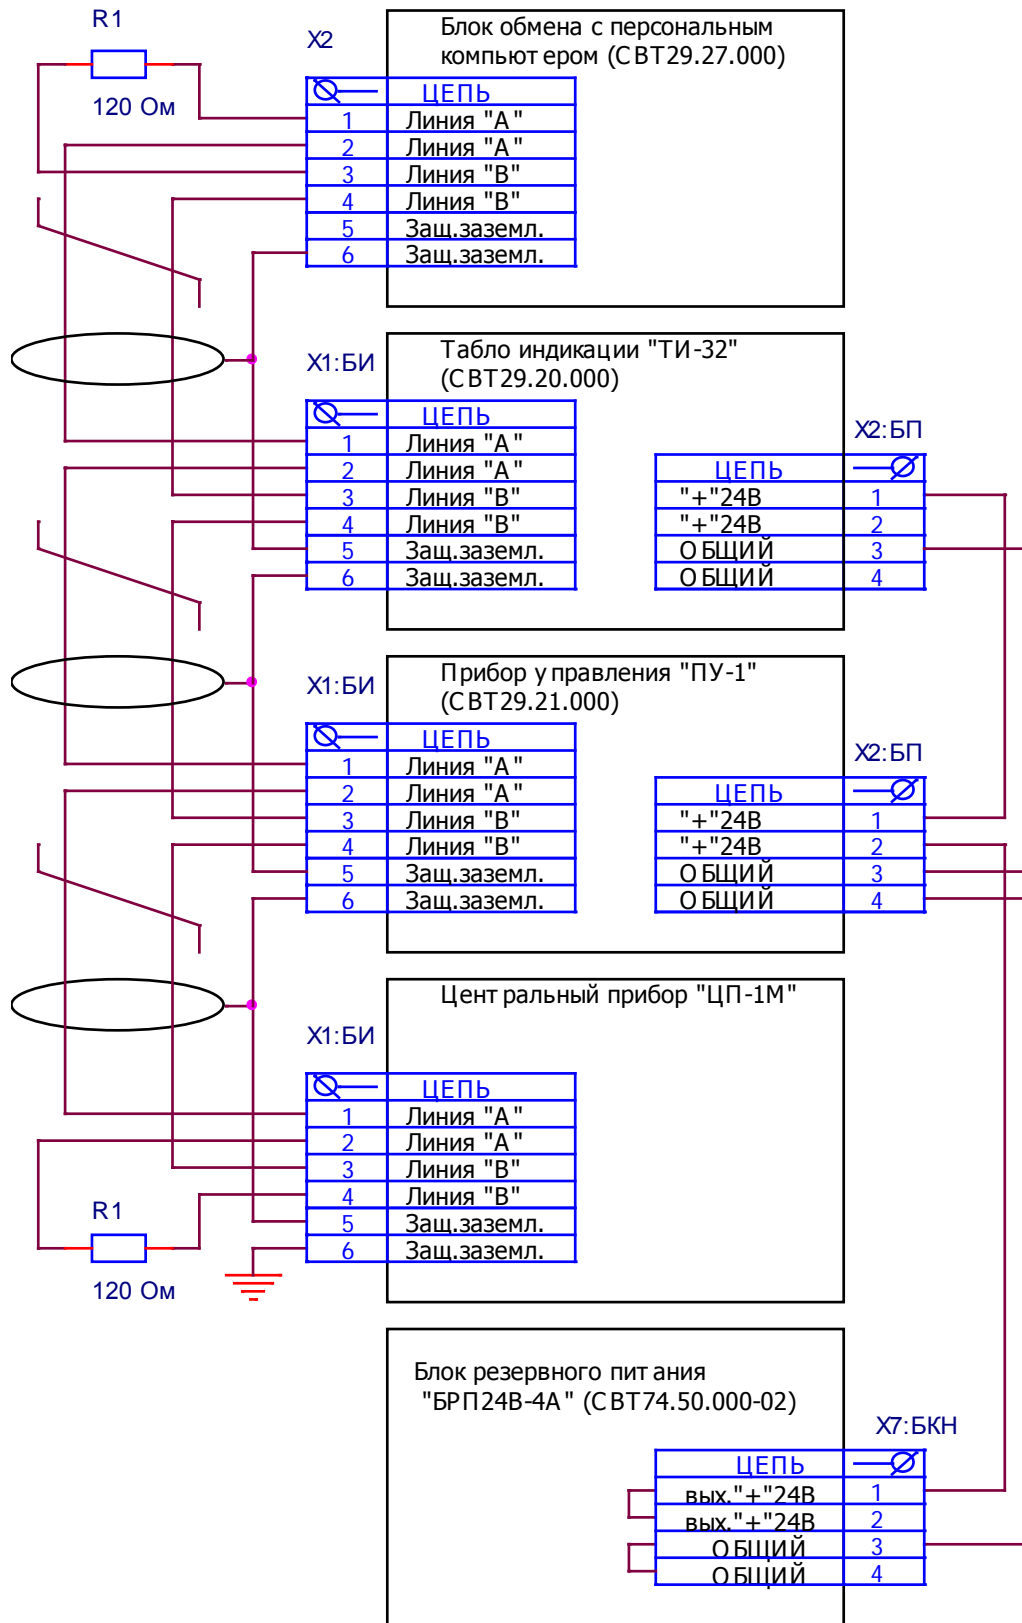 R1
120 Ом
X2
Блок обмена с персональным
компьютером (СВТ29.27.000)
ЦЕПЬ
1 Линия "А"
2 Линия "А"
3 Линия "В"
4 Линия "В"
5 Защ.заземл.
6 Защ.заземл.
X1:БИ
Табло индикации "ТИ-32"
(СВТ29.20.000)
ЦЕПЬ
1 Линия "А"
2 Линия "А"
3 Линия "В"
4 Линия "В"
5 Защ.заземл.
6 Защ.заземл.
X2:БП
ЦЕПЬ
"+"24В 1
"+"24В 2
ОБЩИЙ 3
ОБЩИЙ 4
X1:БИ
Прибор управления "ПУ-1"
(СВТ29.21.000)
ЦЕПЬ
1 Линия "А"
2 Линия "А"
3 Линия "В"
4 Линия "В"
5 Защ.заземл.
6 Защ.заземл.
X2:БП
ЦЕПЬ
"+"24В 1
"+"24В 2
ОБЩИЙ 3
ОБЩИЙ 4
Центральный прибор "ЦП-1М"
X1:БИ
ЦЕПЬ
1 Линия "А"
2 Линия "А"
3 Линия "В"
4 Линия "В"
5 Защ.заземл.
6 Защ.заземл.
R1
120 Ом
Блок резервного питания
"БРП24В-4А" (СВТ74.50.000-02)
X7:БКН
ЦЕПЬ
вых."+"24В 1
вых."+"24В 2
ОБЩИЙ 3
ОБЩИЙ 4